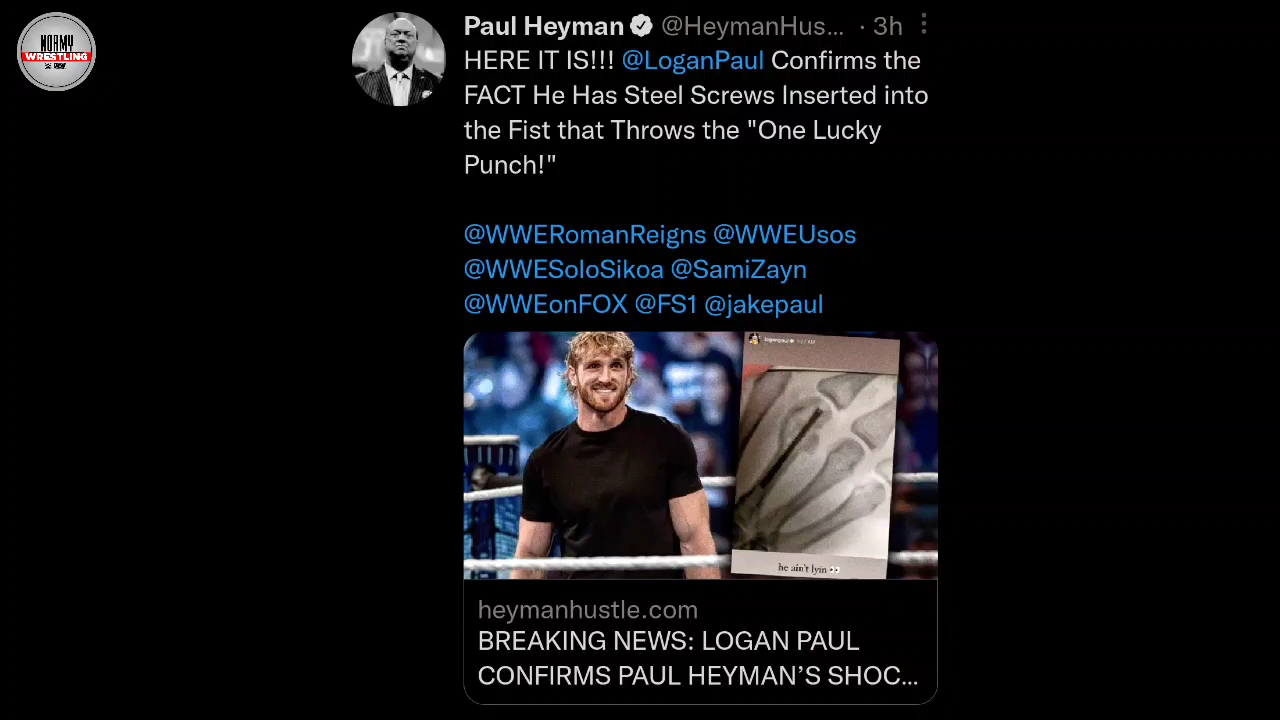 NORMY
WRESTLING
Paul Heyman @HeymanHus... · 3h
HERE IT IS!!! @LoganPaul Confirms the
FACT He Has Steel Screws Inserted into
the Fist that Throws the "One Lucky
Punch!"
@WWERomanReigns @WWEUsos
@WWESoloSikoa @SamiZayn
@WWEonFOX @FS1 @jakepaul
he ain't lyin 👀
heymanhustle.com
BREAKING NEWS: LOGAN PAUL
CONFIRMS PAUL HEYMAN’S SHOC...